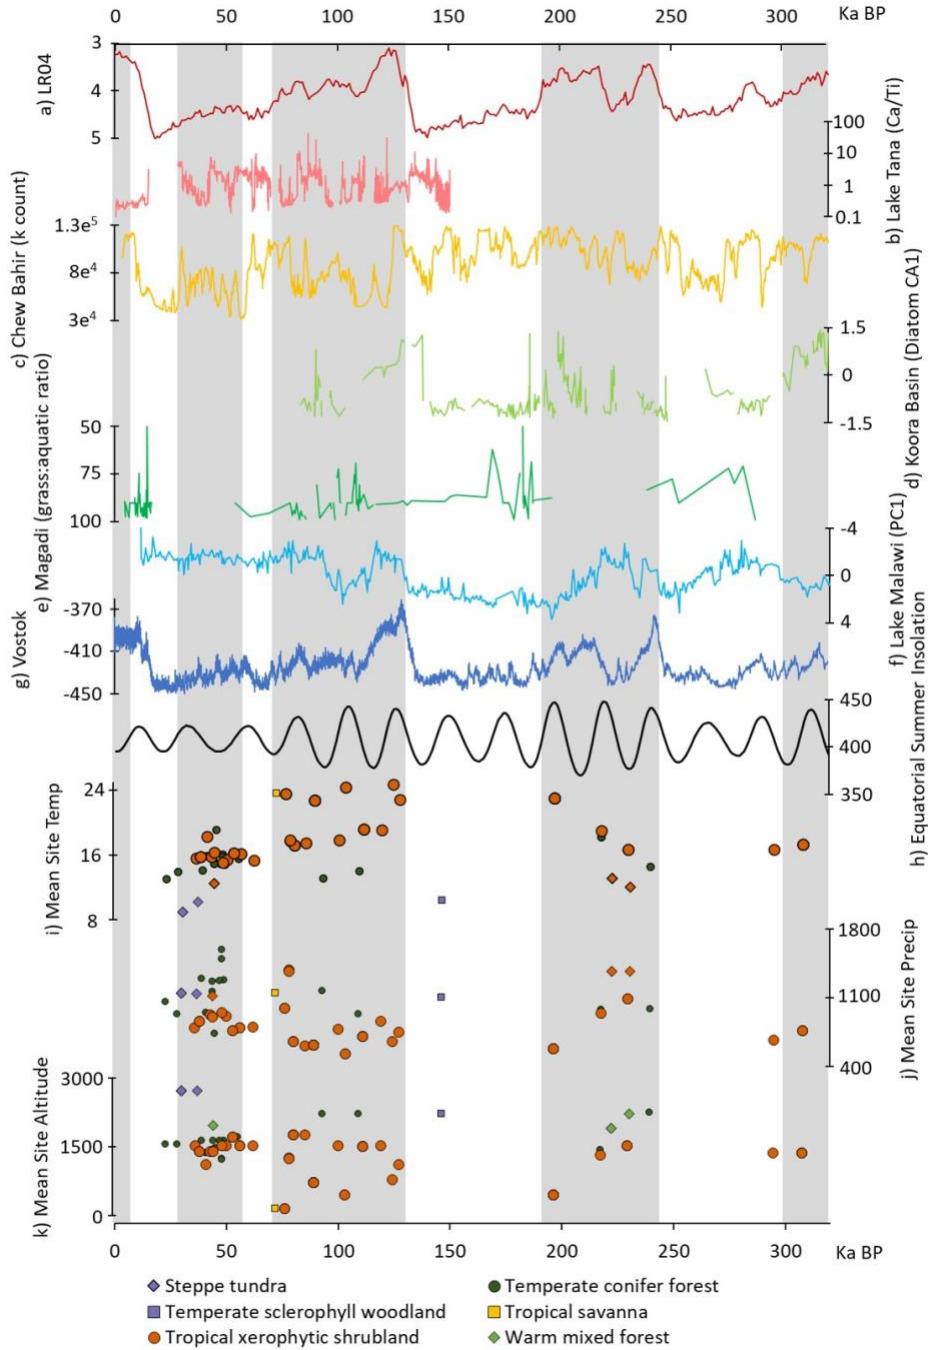 0 50 100 150 200 250 300 Ka BP
a) LR04
3
4
5
b) Lake Tana (Ca/Ti)
100
10
1
0.1
c) Chew Bahir (k count)
1.3e⁵
8e⁴
3e⁴
d) Koora Basin (Diatom CA1)
1.5
0
-1.5
e) Magadi (grass:aquatic ratio)
50
75
100
f) Lake Malawi (PC1)
-4
0
4
g) Vostok
-370
-410
-450
h) Equatorial Summer Insolation
450
400
350
i) Mean Site Temp
24
16
8
j) Mean Site Precip
1800
1100
400
k) Mean Site Altitude
3000
1500
0
0 50 100 150 200 250 300 Ka BP
Steppe tundra
Temperate conifer forest
Temperate sclerophyll woodland
Tropical savanna
Tropical xerophytic shrubland
Warm mixed forest